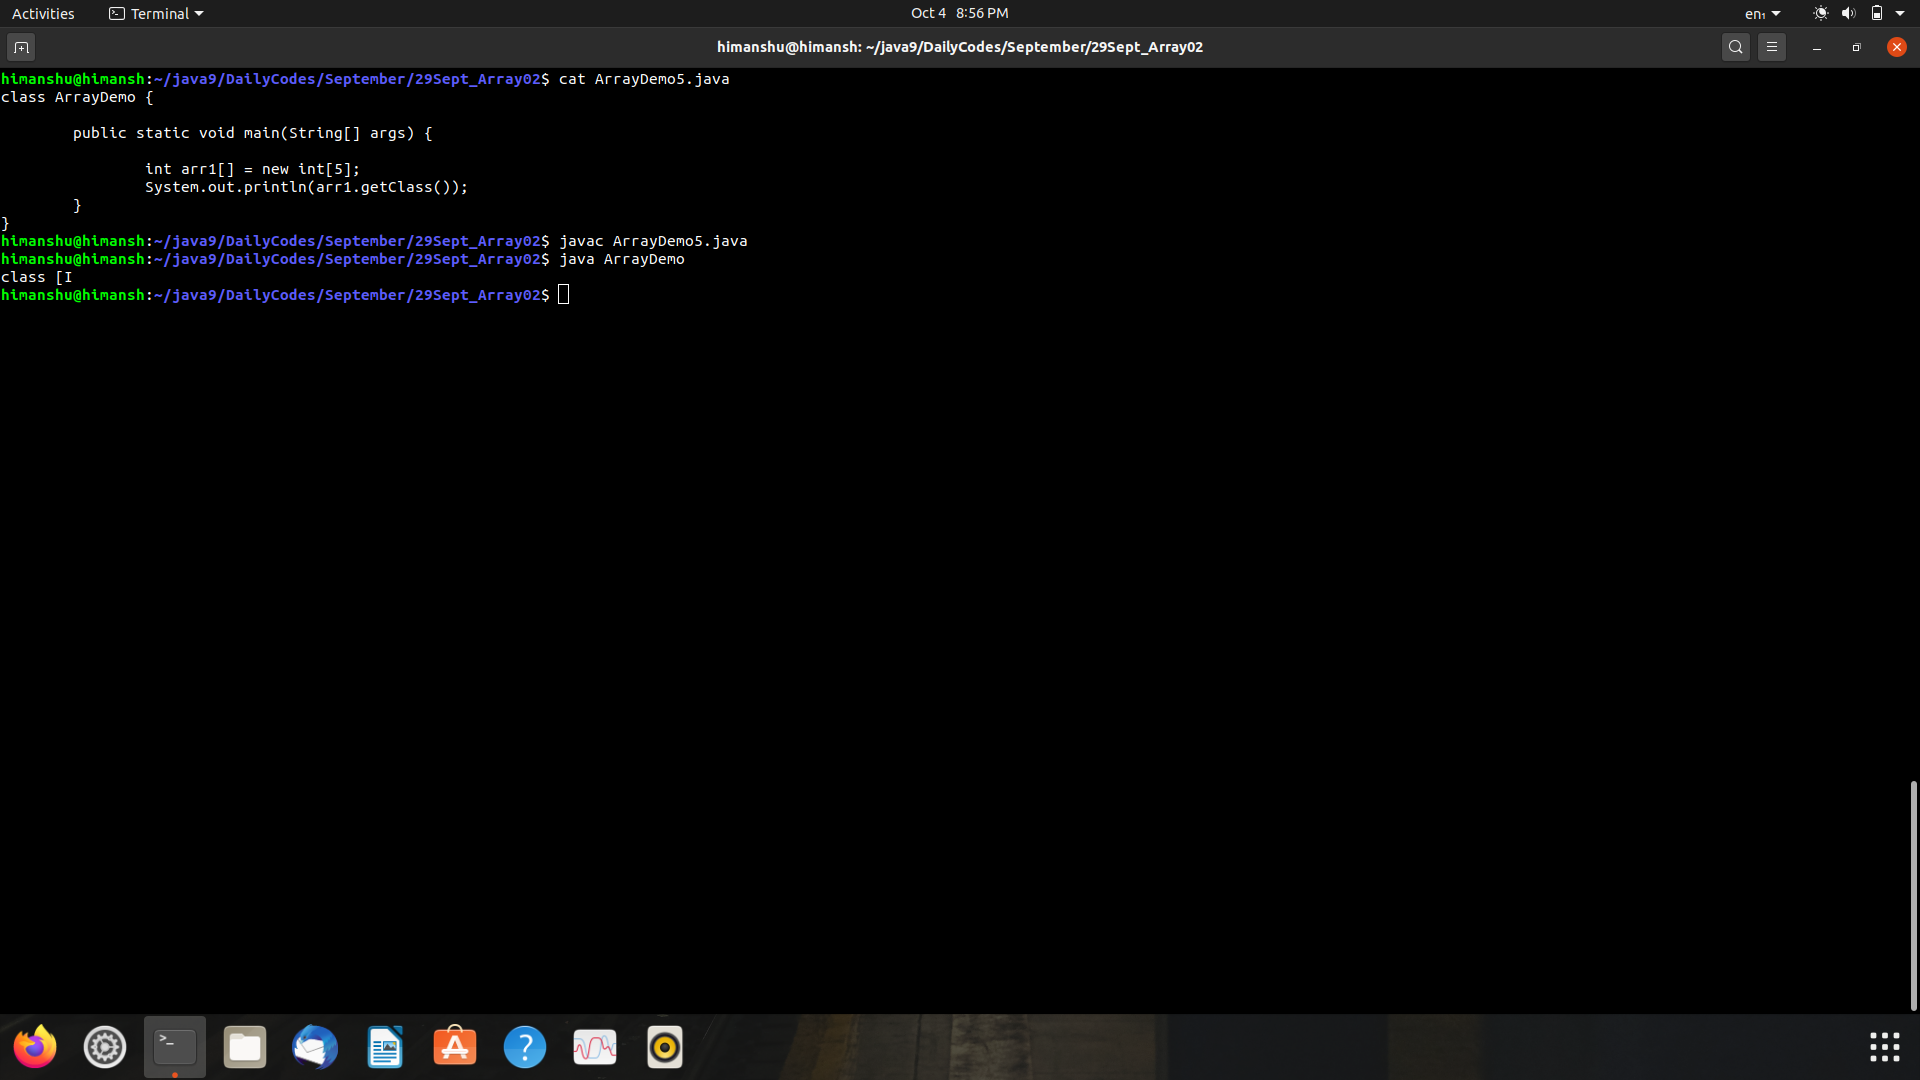 Activities Terminal Oct 4 8:56 PM en₁
himanshu@himansh: ~/java9/DailyCodes/September/29Sept_Array02
himanshu@himansh:~/java9/DailyCodes/September/29Sept_Array02$ cat ArrayDemo5.java
class ArrayDemo {
public static void main(String[] args) {
int arr1[] = new int[5];
System.out.println(arr1.getClass());
}
}
himanshu@himansh:~/java9/DailyCodes/September/29Sept_Array02$ javac ArrayDemo5.java
himanshu@himansh:~/java9/DailyCodes/September/29Sept_Array02$ java ArrayDemo
class [I
himanshu@himansh:~/java9/DailyCodes/September/29Sept_Array02$